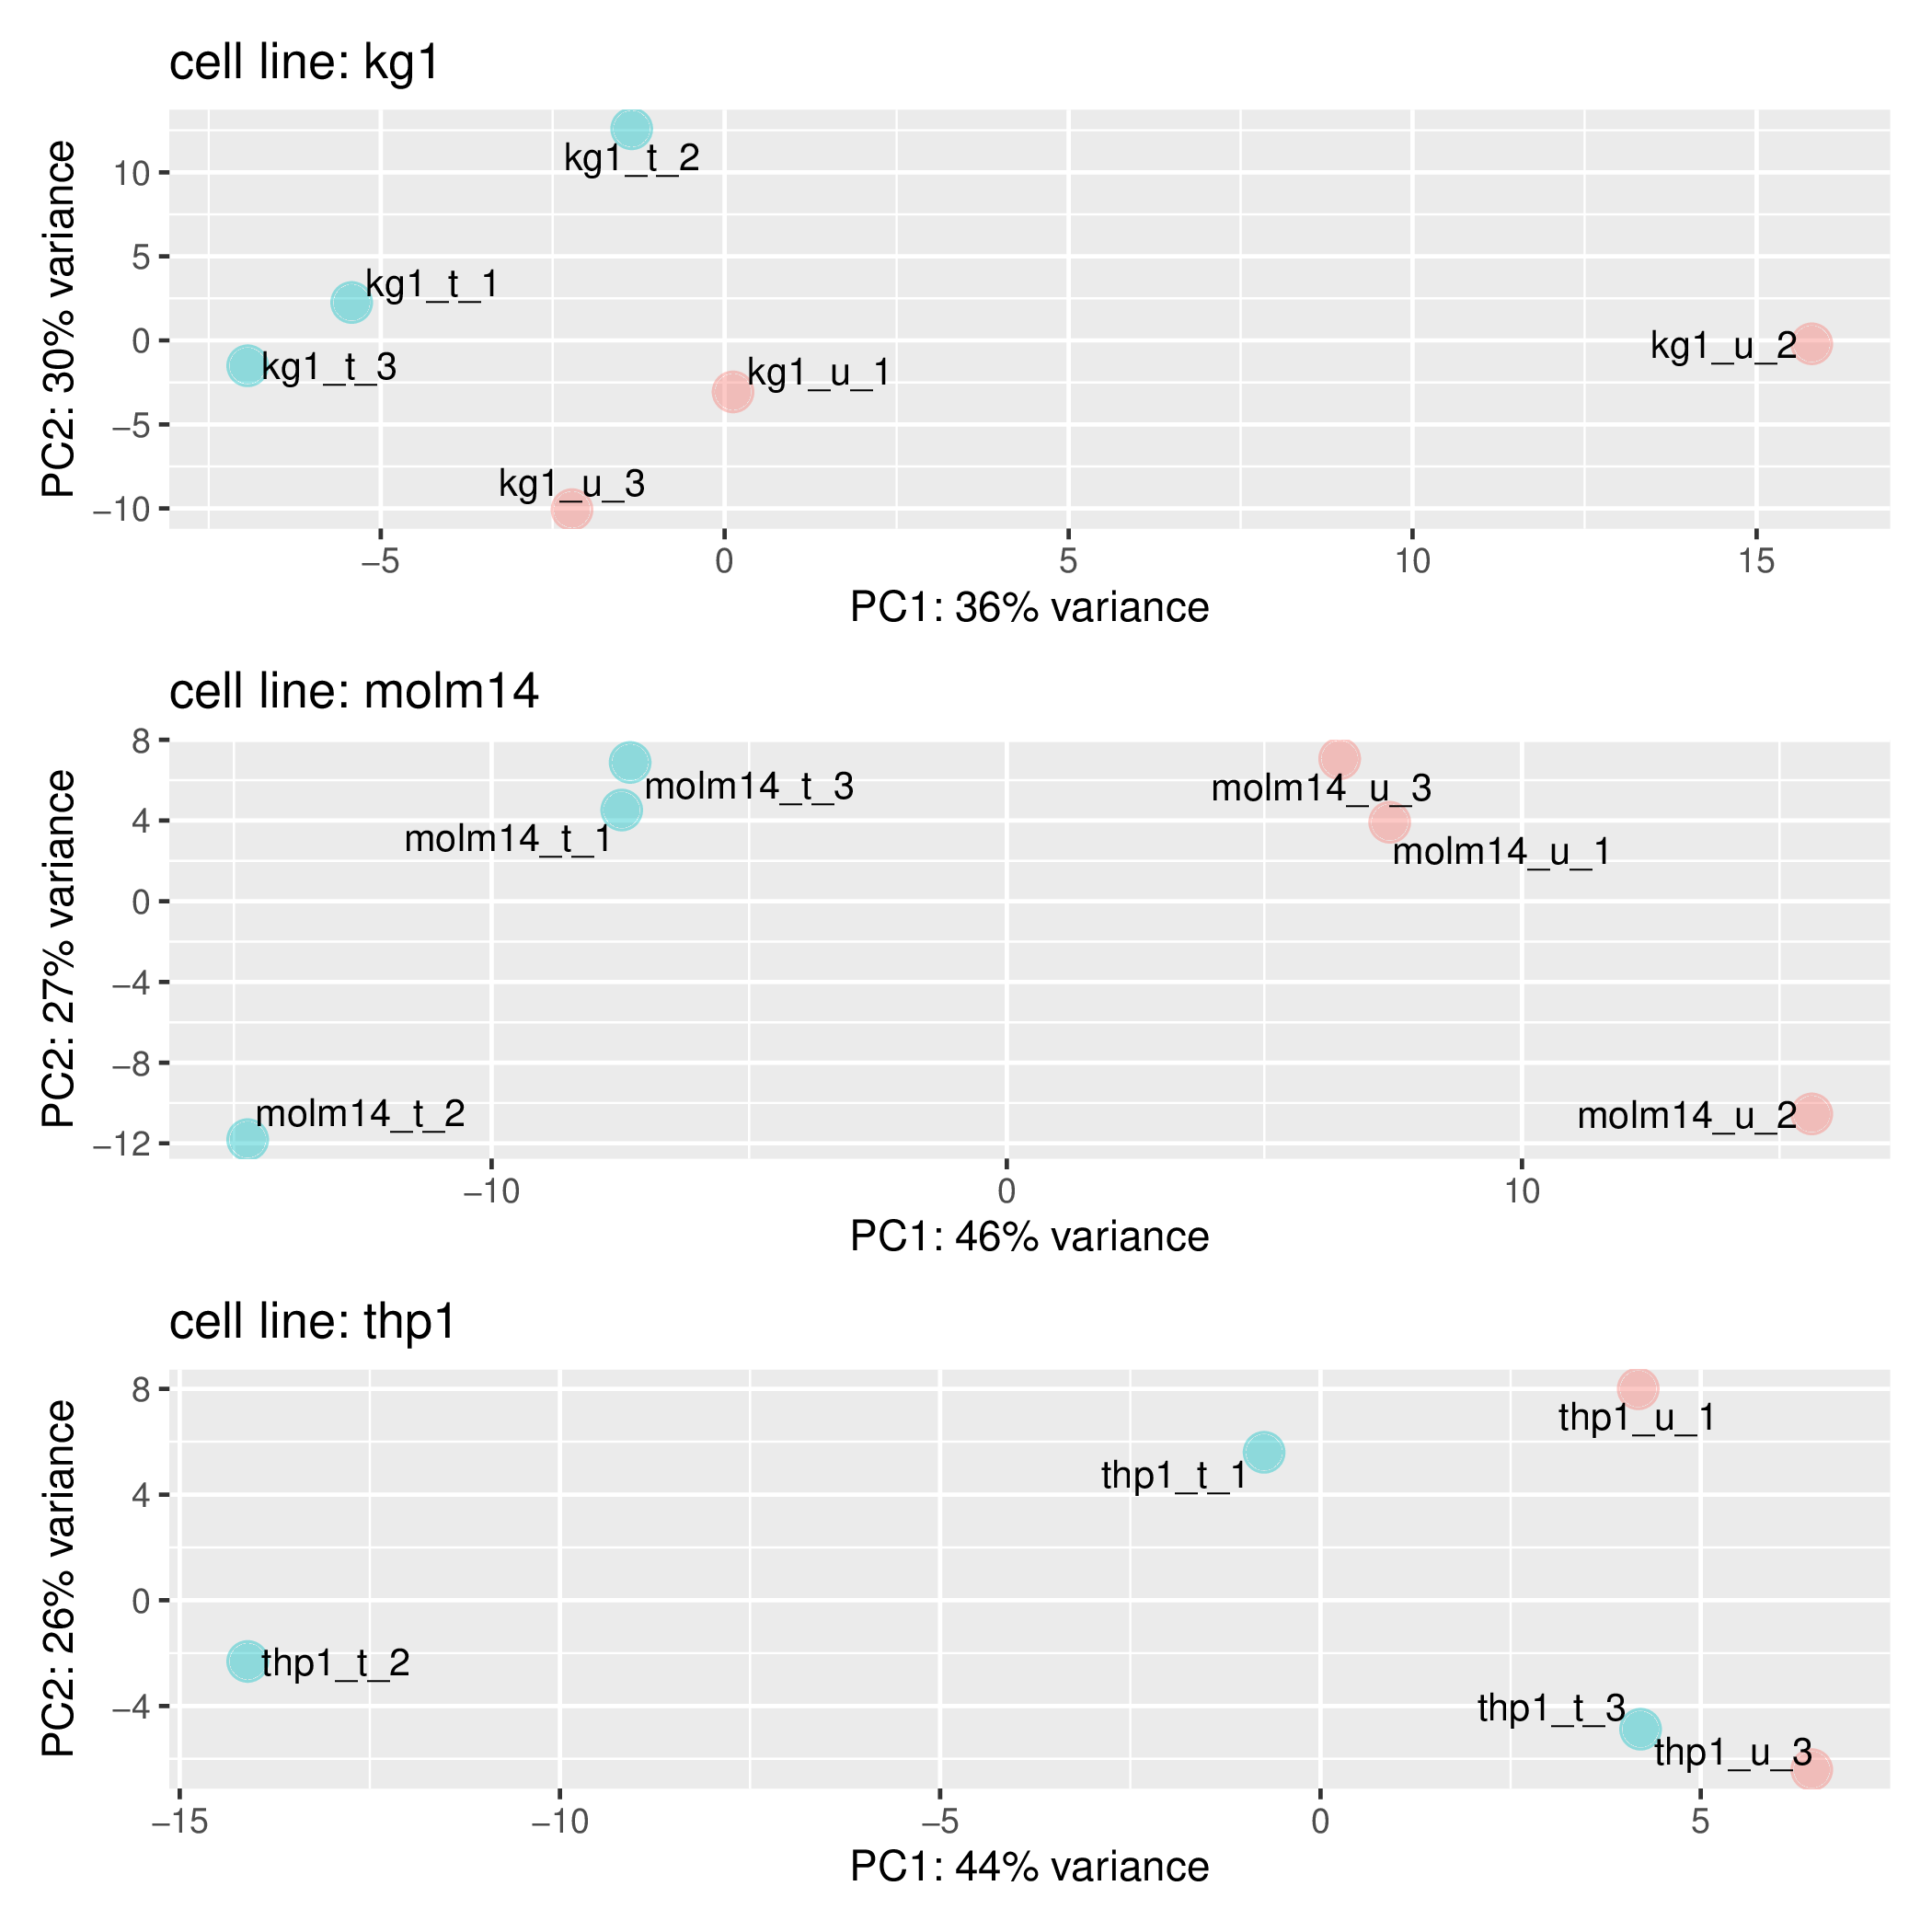 cell line: kg1
PC2: 30% variance
10
5
0
−5
−10
kg1_t_2
kg1_t_1
kg1_t_3
kg1_u_2
kg1_u_1
kg1_u_3
−5 0 5 10 15
PC1: 36% variance
cell line: molm14
PC2: 27% variance
8
4
0
−4
−8
−12
molm14_t_3
molm14_u_3
molm14_t_1
molm14_u_1
molm14_t_2
molm14_u_2
−10 0 10
PC1: 46% variance
cell line: thp1
PC2: 26% variance
8
4
0
−4
thp1_u_1
thp1_t_1
thp1_t_2
thp1_t_3
thp1_u_3
−15 −10 −5 0 5
PC1: 44% variance